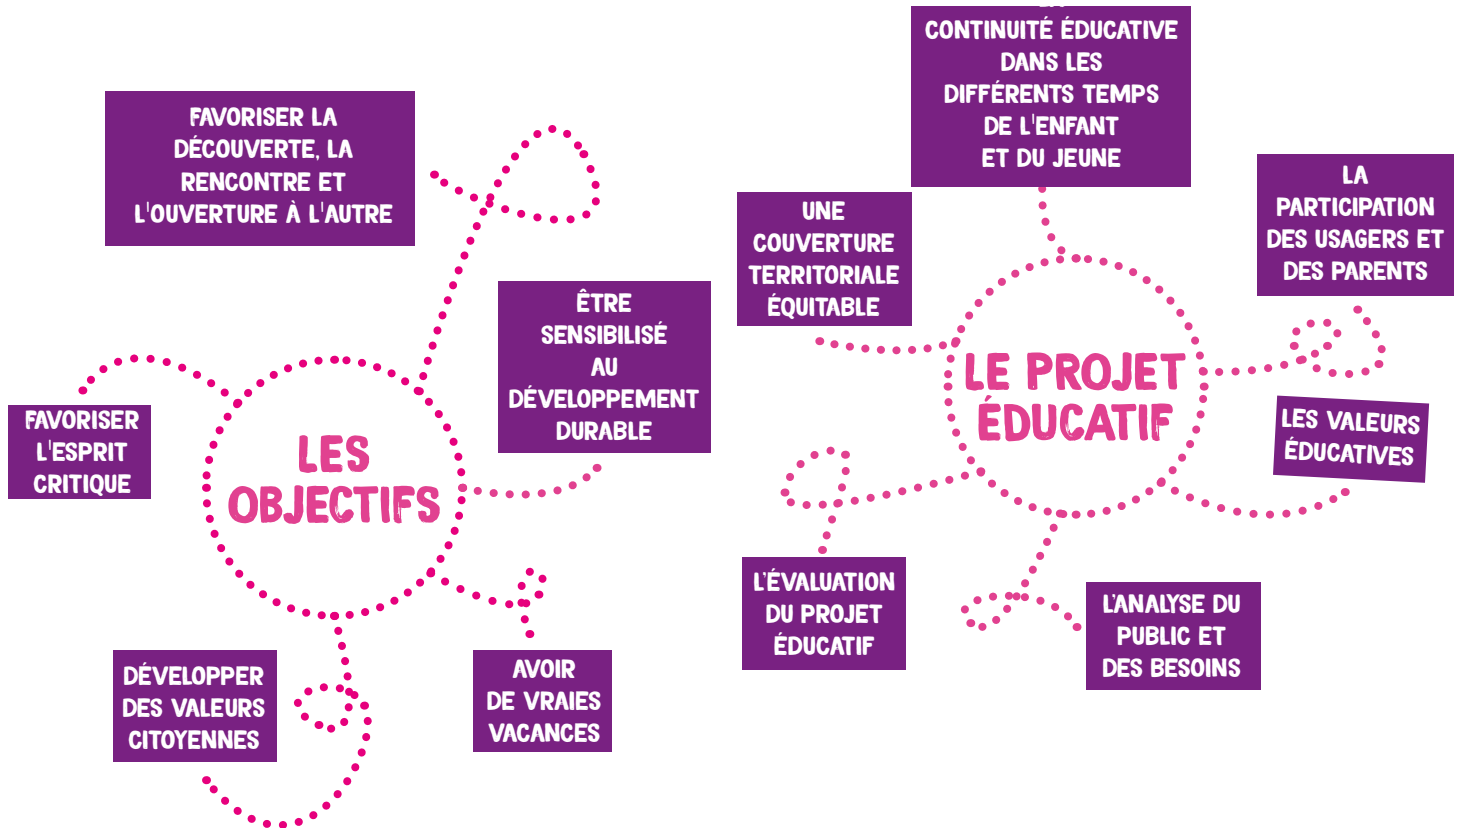 FAVORISER LA
DÉCOUVERTE, LA
RENCONTRE ET
L'OUVERTURE À L'AUTRE
ÊTRE
SENSIBILISÉ
AU
DÉVELOPPEMENT
DURABLE
FAVORISER
L'ESPRIT
CRITIQUE
LES
OBJECTIFS
DÉVELOPPER
DES VALEURS
CITOYENNES
AVOIR
DE VRAIES
VACANCES
CONTINUITÉ ÉDUCATIVE
DANS LES
DIFFÉRENTS TEMPS
DE L'ENFANT
ET DU JEUNE
UNE
COUVERTURE
TERRITORIALE
ÉQUITABLE
LA
PARTICIPATION
DES USAGERS ET
DES PARENTS
LE PROJET
ÉDUCATIF
LES VALEURS
ÉDUCATIVES
L'ÉVALUATION
DU PROJET
ÉDUCATIF
L'ANALYSE DU
PUBLIC ET
DES BESOINS